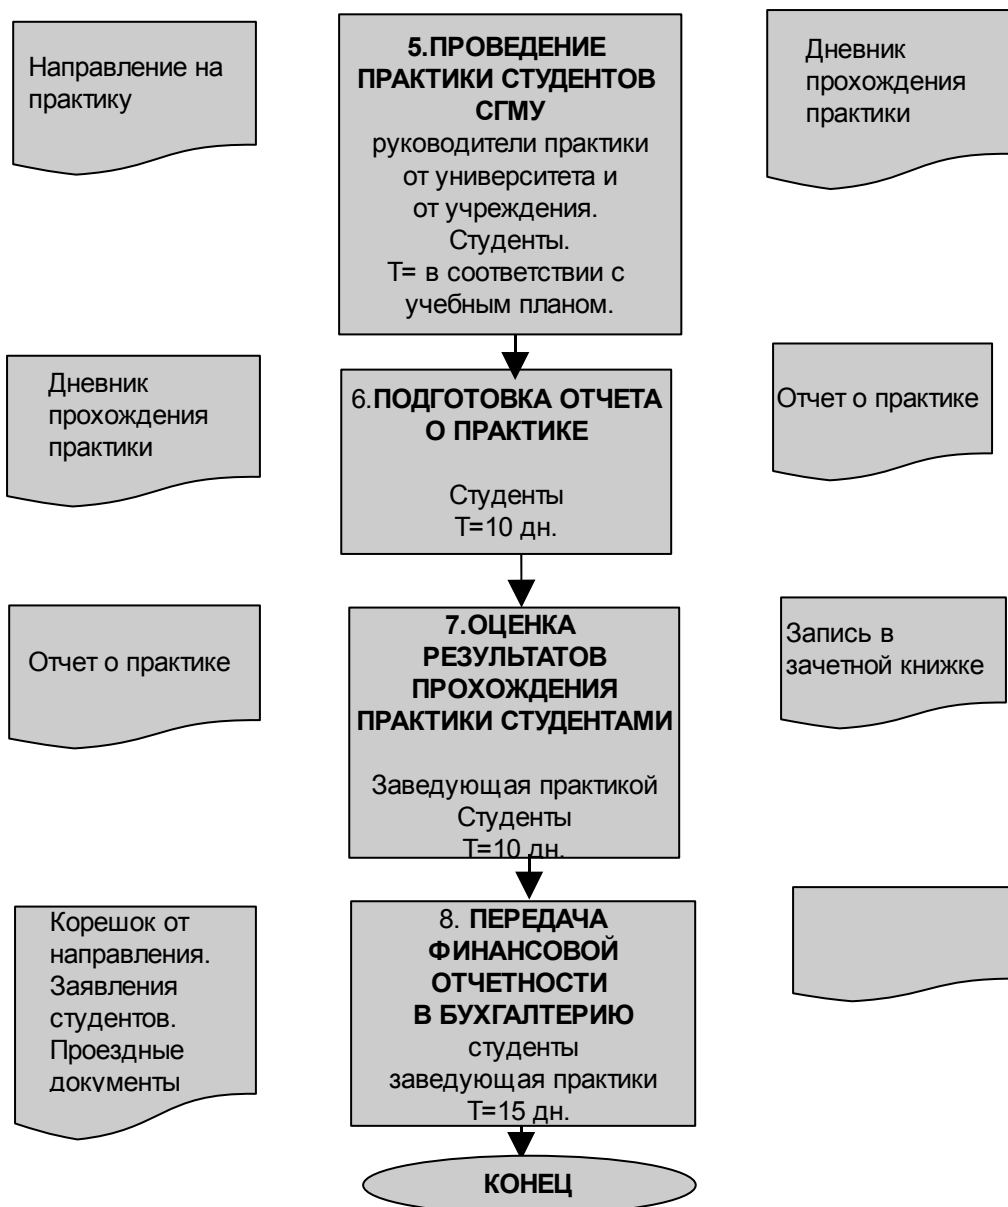 Направление на
практику
5.ПРОВЕДЕНИЕ
ПРАКТИКИ СТУДЕНТОВ
СГМУ
руководители практики
от университета и
от учреждения.
Студенты.
Т= в соответствии с
учебным планом.
Дневник
прохождения
практики
Дневник
прохождения
практики
6.ПОДГОТОВКА ОТЧЕТА
О ПРАКТИКЕ
Студенты
Т=10 дн.
Отчет о практике
Отчет о практике
7.ОЦЕНКА
РЕЗУЛЬТАТОВ
ПРОХОЖДЕНИЯ
ПРАКТИКИ СТУДЕНТАМИ
Заведующая практикой
Студенты
Т=10 дн.
Запись в
зачетной книжке
Корешок от
направления.
Заявления
студентов.
Проездные
документы
8. ПЕРЕДАЧА
ФИНАНСОВОЙ
ОТЧЕТНОСТИ
В БУХГАЛТЕРИЮ
студенты
заведующая практики
Т=15 дн.
КОНЕЦ